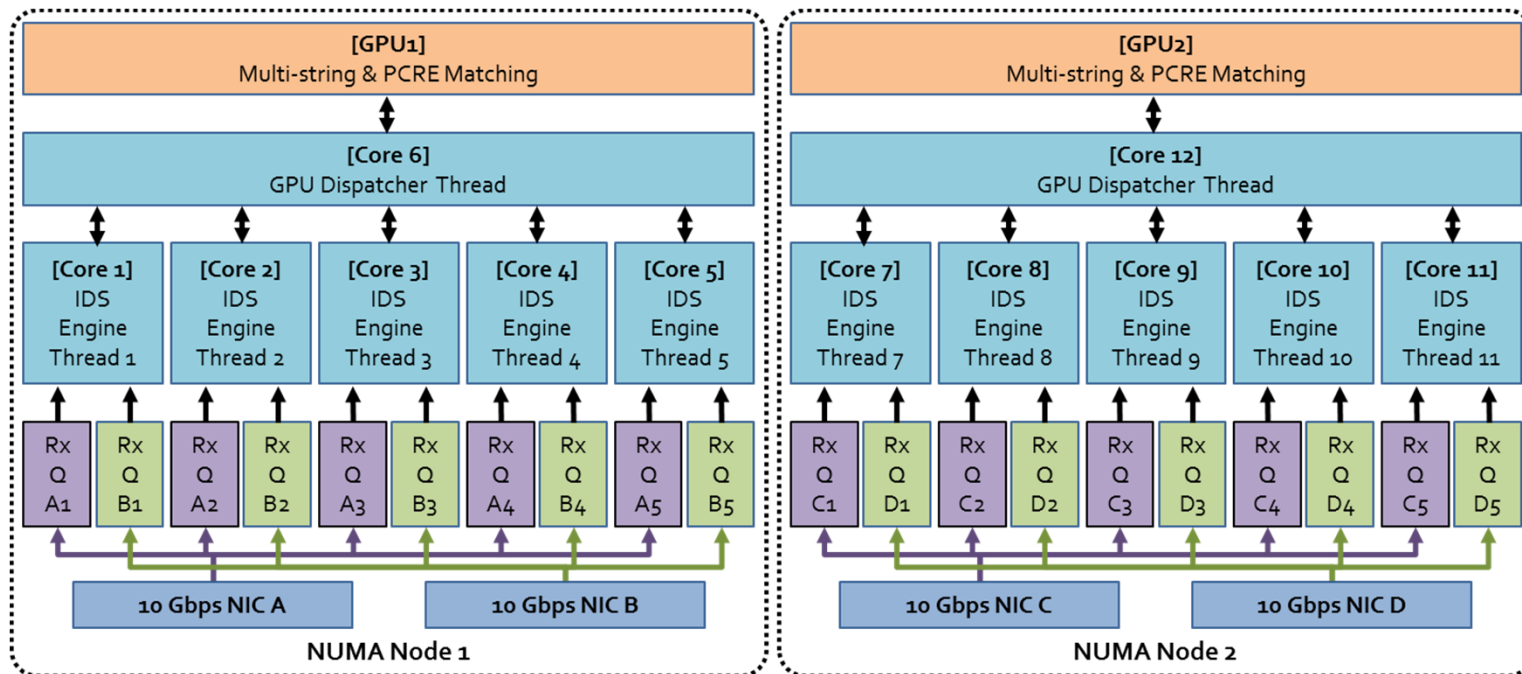 [GPU1]
Multi-string & PCRE Matching
[Core 6]
GPU Dispatcher Thread
[Core 1]
IDS
Engine
Thread 1
[Core 2]
IDS
Engine
Thread 2
[Core 3]
IDS
Engine
Thread 3
[Core 4]
IDS
Engine
Thread 4
[Core 5]
IDS
Engine
Thread 5
Rx
Q
A1
Rx
Q
B1
Rx
Q
A2
Rx
Q
B2
Rx
Q
A3
Rx
Q
B3
Rx
Q
A4
Rx
Q
B4
Rx
Q
A5
Rx
Q
B5
10 Gbps NIC A
10 Gbps NIC B
NUMA Node 1
[GPU2]
Multi-string & PCRE Matching
[Core 12]
GPU Dispatcher Thread
[Core 7]
IDS
Engine
Thread 7
[Core 8]
IDS
Engine
Thread 8
[Core 9]
IDS
Engine
Thread 9
[Core 10]
IDS
Engine
Thread 10
[Core 11]
IDS
Engine
Thread 11
Rx
Q
C1
Rx
Q
D1
Rx
Q
C2
Rx
Q
D2
Rx
Q
C3
Rx
Q
D3
Rx
Q
C4
Rx
Q
D4
Rx
Q
C5
Rx
Q
D5
10 Gbps NIC C
10 Gbps NIC D
NUMA Node 2